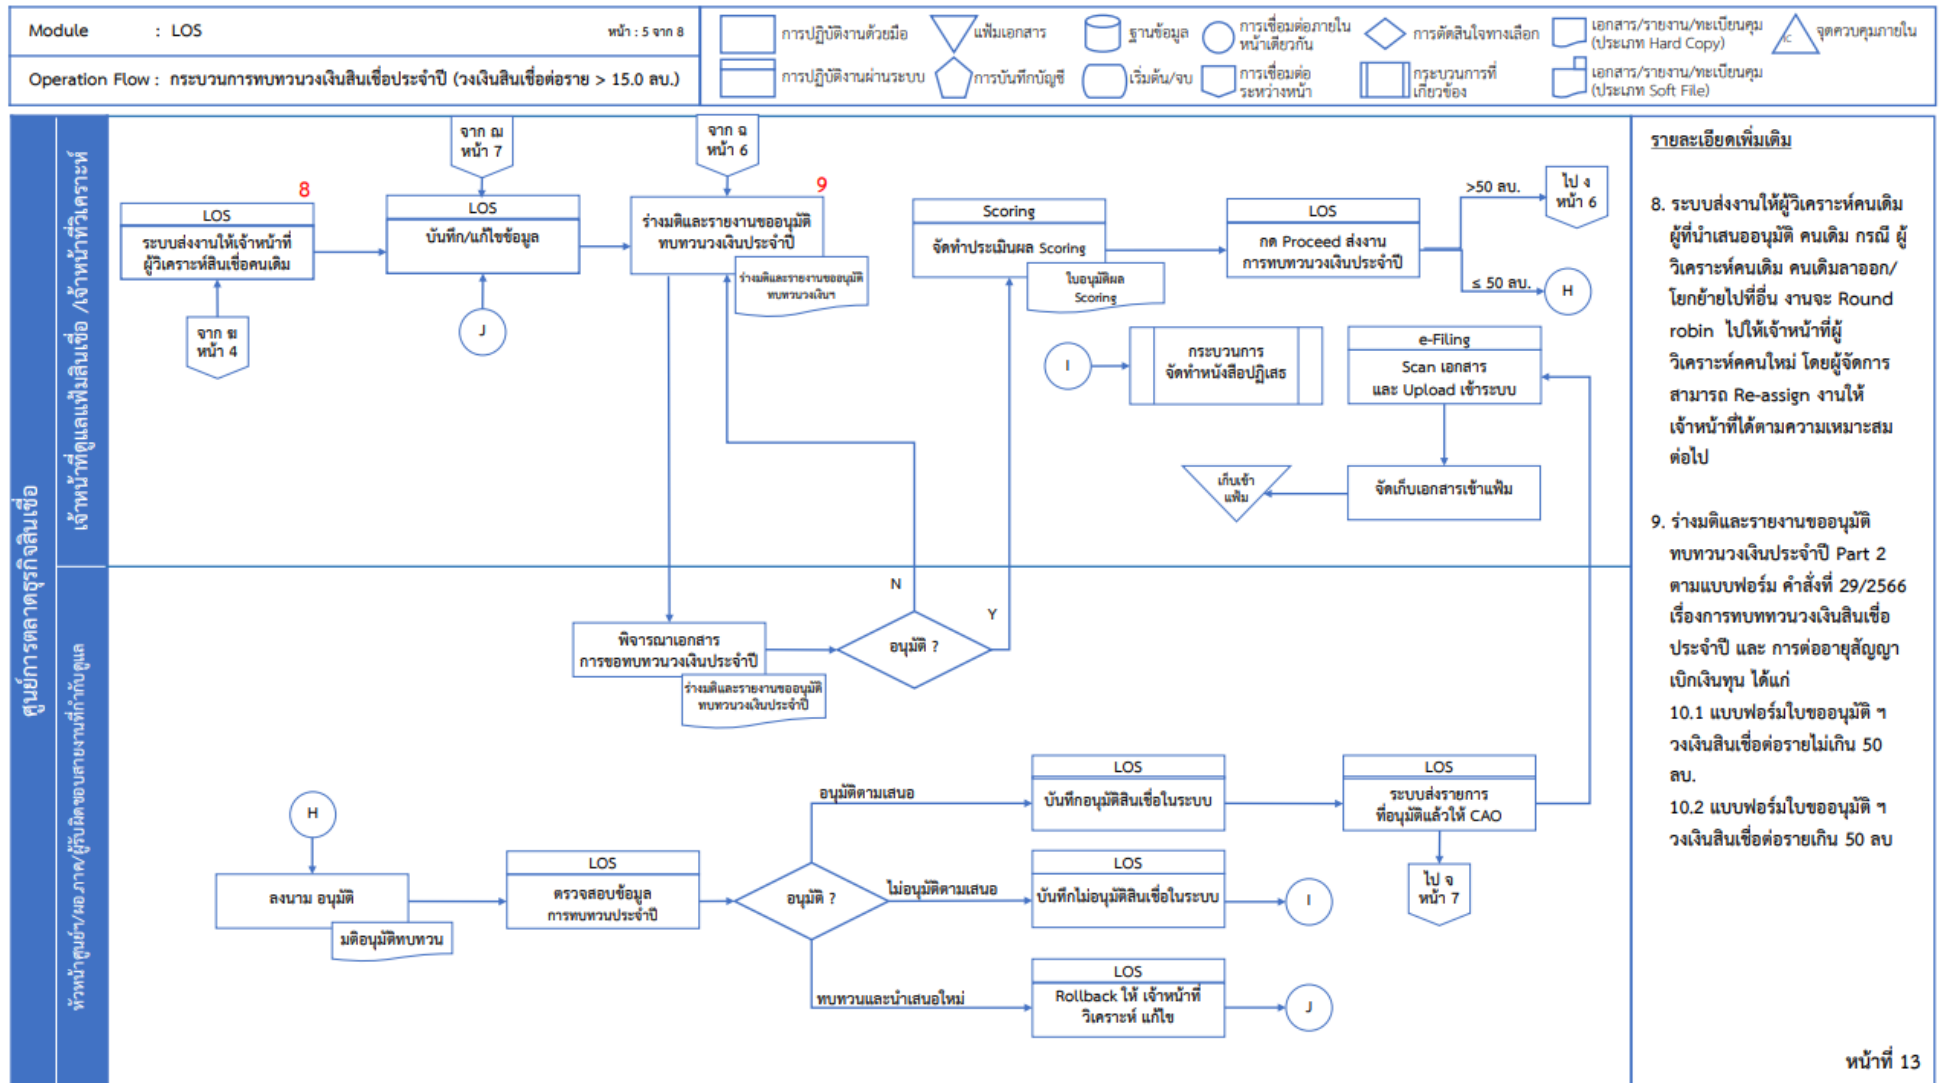 Module : LOS
หน้า : 5 จาก 8
Operation Flow : กระบวนการทบทวนวงเงินสินเชื่อประจำปี (วงเงินสินเชื่อต่อราย > 15.0 ลบ.)
การปฏิบัติงานด้วยมือ
แฟ้มเอกสาร
ฐานข้อมูล
การเชื่อมต่อภายใน
หน้าเดียวกัน
การตัดสินใจทางเลือก
เอกสาร/รายงาน/ทะเบียนคุม
(ประเภท Hard Copy)
IC
จุดควบคุมภายใน
การปฏิบัติงานผ่านระบบ
การบันทึกบัญชี
เริ่มต้น/จบ
การเชื่อมต่อ
ระหว่างหน้า
กระบวนการที่
เกี่ยวข้อง
เอกสาร/รายงาน/ทะเบียนคุม
(ประเภท Soft File)
ศูนย์การตลาดธุรกิจสินเชื่อ
เจ้าหน้าที่ดูแลแฟ้มสินเชื่อ /เจ้าหน้าที่วิเคราะห์
จาก ฌ
หน้า 7
จาก ฉ
หน้า 6
8
LOS
ระบบส่งงานให้เจ้าหน้าที่
ผู้วิเคราะห์สินเชื่อคนเดิม
จาก ฆ
หน้า 4
LOS
บันทึก/แก้ไขข้อมูล
J
9
ร่างมติและรายงานขออนุมัติ
ทบทวนวงเงินประจำปี
ร่างมติและรายงานขออนุมัติ
ทบทวนวงเงินฯ
Scoring
จัดทำประเมินผล Scoring
ใบอนุมัติผล
Scoring
LOS
กด Proceed ส่งงาน
การทบทวนวงเงินประจำปี
>50 ลบ.
ไป ง
หน้า 6
≤ 50 ลบ.
H
I
กระบวนการ
จัดทำหนังสือปฏิเสธ
e-Filing
Scan เอกสาร
และ Upload เข้าระบบ
จัดเก็บเอกสารเข้าแฟ้ม
เก็บเข้า
แฟ้ม
หัวหน้าศูนย์ฯ/ผอ.ภาค/ผู้รับผิดชอบสายงานที่กำกับดูแล
พิจารณาเอกสาร
การขอทบทวนวงเงินประจำปี
ร่างมติและรายงานขออนุมัติ
ทบทวนวงเงินประจำปี
อนุมัติ ?
N
Y
H
ลงนาม อนุมัติ
มติอนุมัติทบทวน
LOS
ตรวจสอบข้อมูล
การทบทวนประจำปี
อนุมัติ ?
อนุมัติตามเสนอ
LOS
บันทึกอนุมัติสินเชื่อในระบบ
LOS
ระบบส่งรายการ
ที่อนุมัติแล้วให้ CAO
ไป จ
หน้า 7
ไม่อนุมัติตามเสนอ
LOS
บันทึกไม่อนุมัติสินเชื่อในระบบ
I
ทบทวนและนำเสนอใหม่
LOS
Rollback ให้ เจ้าหน้าที่
วิเคราะห์ แก้ไข
J
รายละเอียดเพิ่มเติม
8. ระบบส่งงานให้ผู้วิเคราะห์คนเดิม
ผู้ที่นำเสนออนุมัติ คนเดิม กรณี ผู้
วิเคราะห์คนเดิม คนเดิมลาออก/
โยกย้ายไปที่อื่น งานจะ Round
robin ไปให้เจ้าหน้าที่ผู้
วิเคราะห์คคนใหม่ โดยผู้จัดการ
สามารถ Re-assign งานให้
เจ้าหน้าที่ได้ตามความเหมาะสม
ต่อไป
9. ร่างมติและรายงานขออนุมัติ
ทบทวนวงเงินประจำปี Part 2
ตามแบบฟอร์ม คำสั่งที่ 29/2566
เรื่องการทบททวนวงเงินสินเชื่อ
ประจำปี และ การต่ออายุสัญญา
เบิกเงินทุน ได้แก่
10.1 แบบฟอร์มใบขออนุมัติ ฯ
วงเงินสินเชื่อต่อรายไม่เกิน 50
ลบ.
10.2 แบบฟอร์มใบขออนุมัติ ฯ
วงเงินสินเชื่อต่อรายเกิน 50 ลบ
หน้าที่ 13